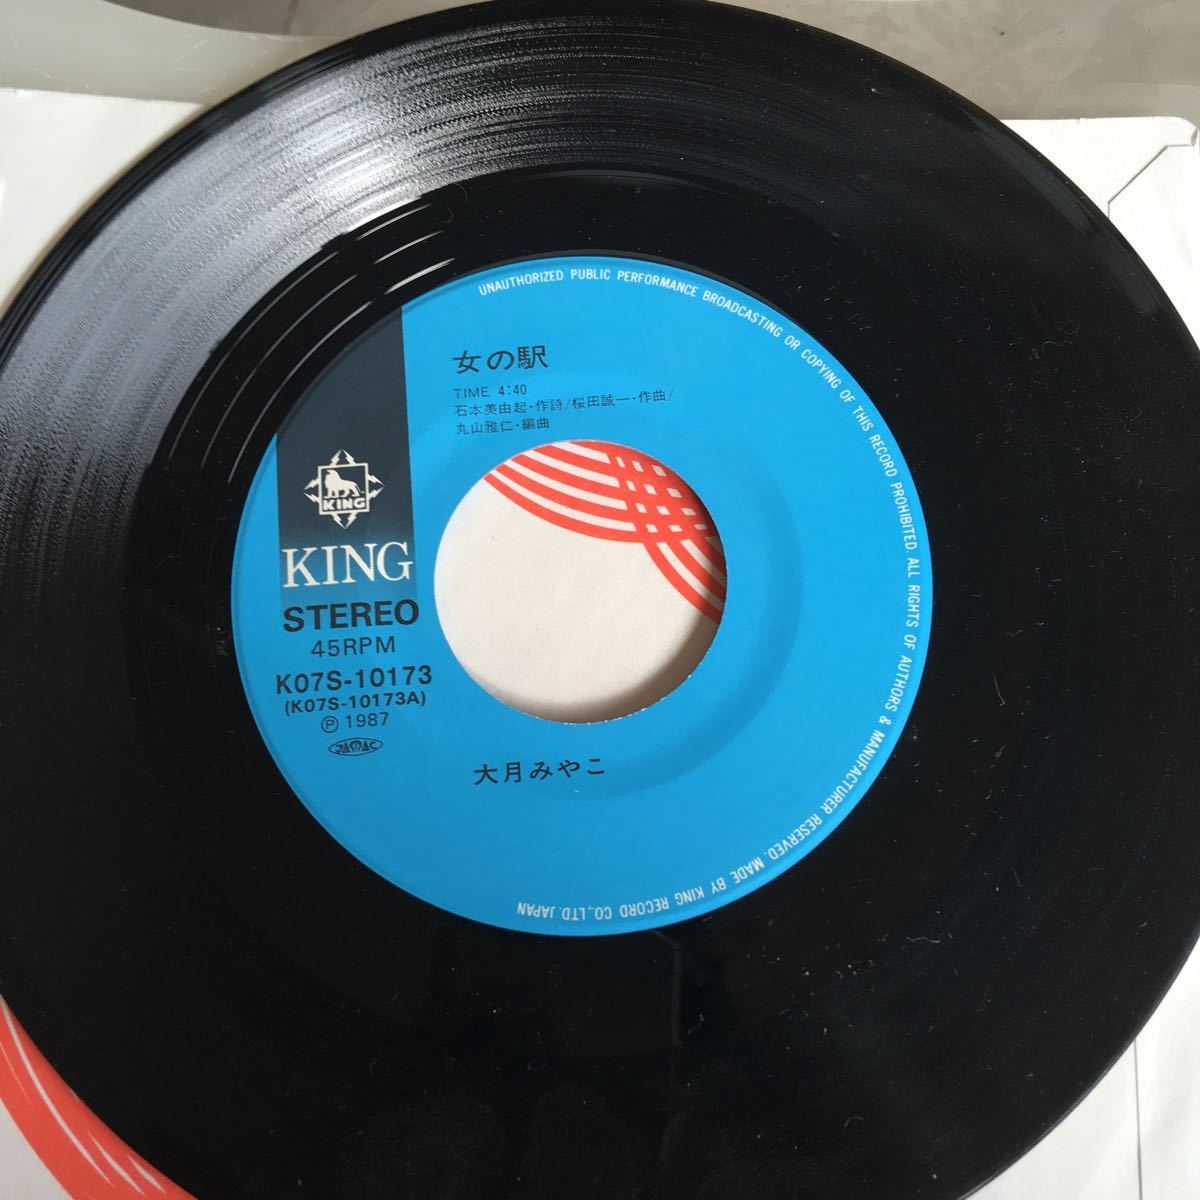 UNAUTHORIZED PUBLIC PERFORMANCE BROADCASTING OR COPYING OF THIS RECORD PROHIBITED. ALL RIGHTS OF AUTHORS & MANUFACTURER RESERVED. MADE BY KING RECORD CO., LTD. JAPAN
女の駅
TIME 4:40
石本美由起・作詩/桜田誠一・作曲/
丸山雅仁・編曲
KING
KING
STEREO
45RPM
K07S-10173
(K07S-10173A)
Ⓟ 1987
JASRAC
大月みやこ